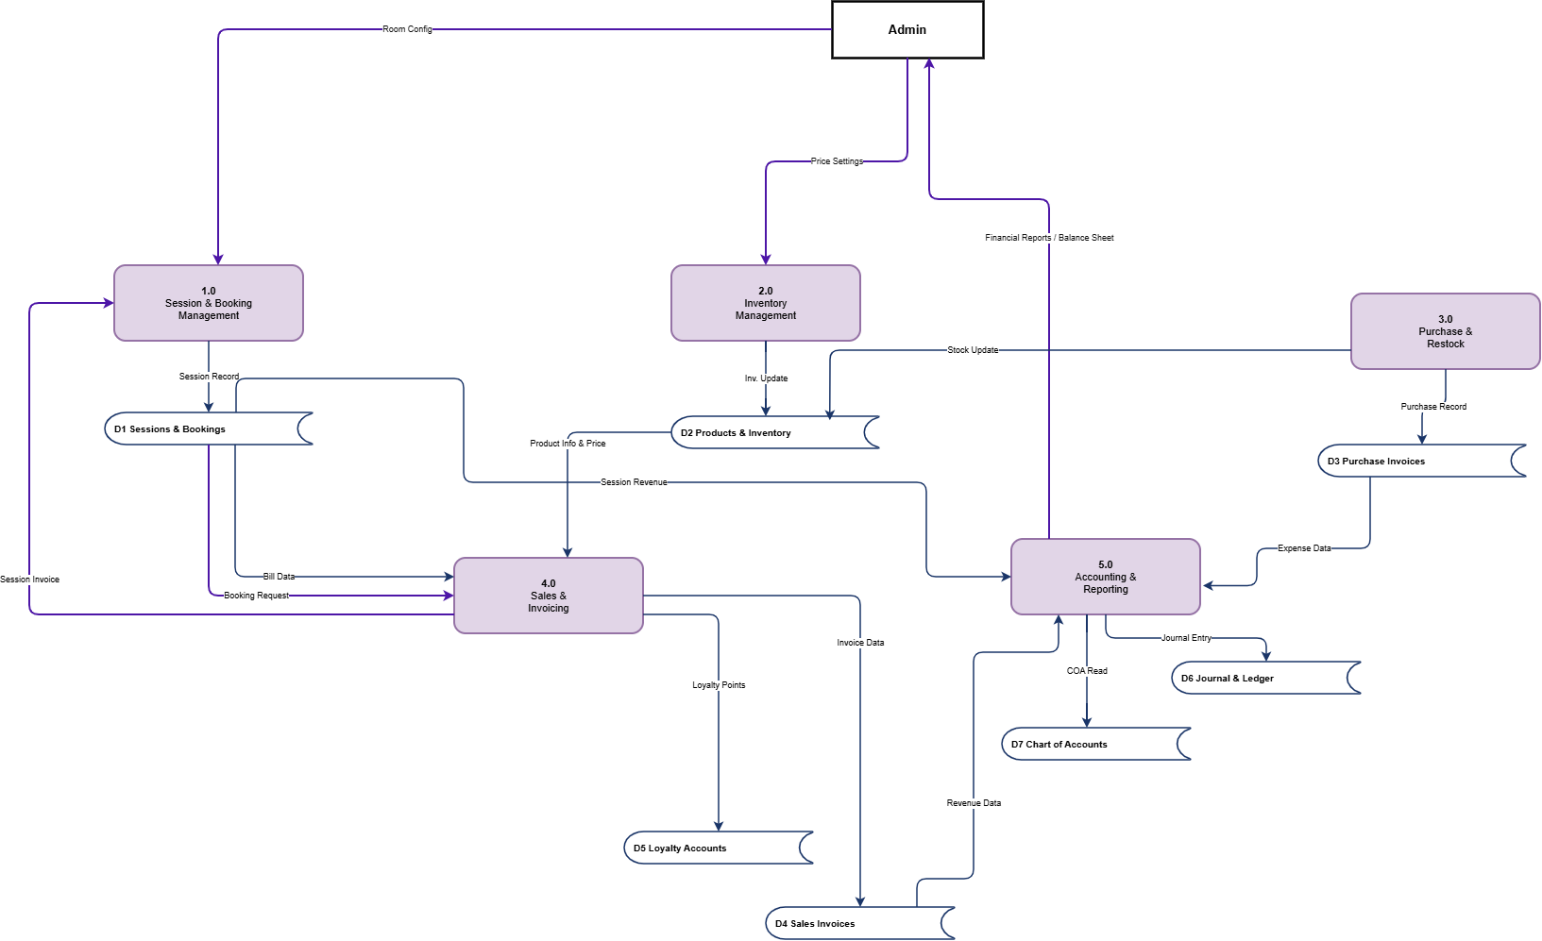 Admin
Room Config
Price Settings
Financial Reports / Balance Sheet
1.0
Session & Booking
Management
2.0
Inventory
Management
3.0
Purchase &
Restock
Stock Update
Session Record
Inv. Update
Purchase Record
D1 Sessions & Bookings
D2 Products & Inventory
Product Info & Price
D3 Purchase Invoices
Session Revenue
Expense Data
5.0
Accounting &
Reporting
Session Invoice
Bill Data
Booking Request
4.0
Sales &
Invoicing
Invoice Data
Journal Entry
COA Read
D6 Journal & Ledger
Loyalty Points
D7 Chart of Accounts
Revenue Data
D5 Loyalty Accounts
D4 Sales Invoices